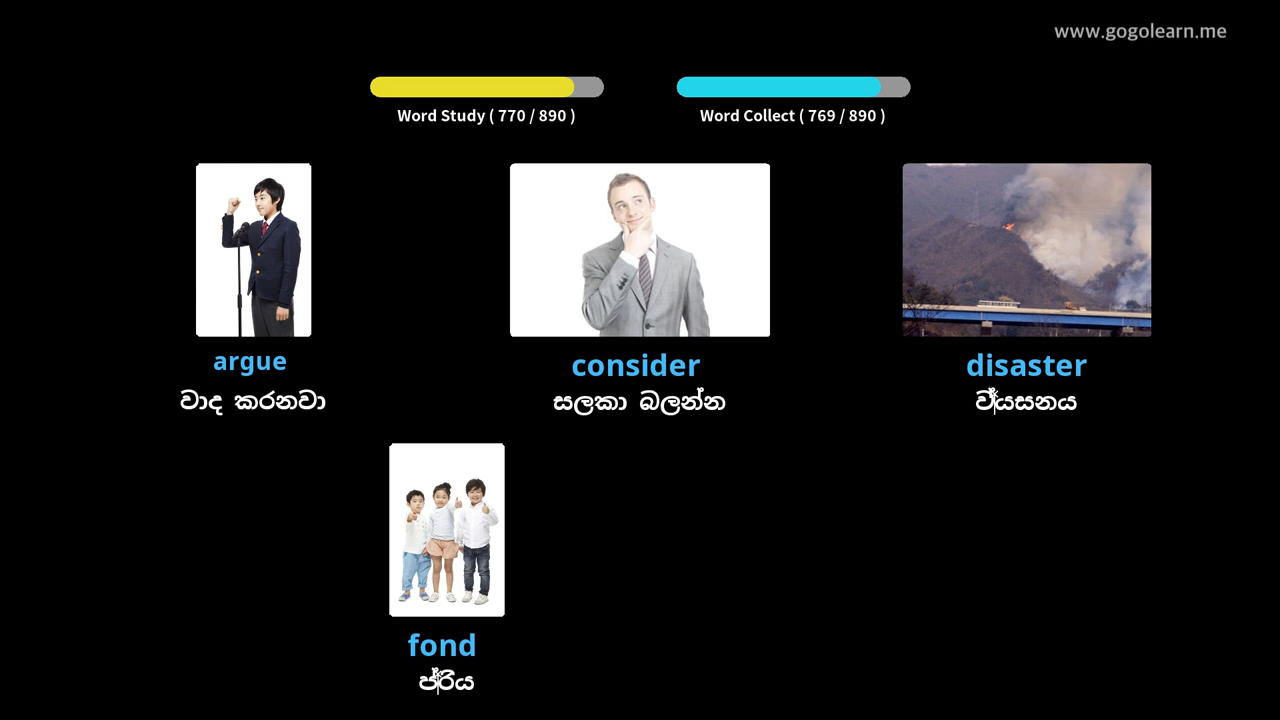 www.gogolearn.me
Word Study ( 770 / 890 )
Word Collect ( 769 / 890 )
argue
consider
disaster
වාද කරනවා
සලකා බලන්න
ව්‍යසනය
fond
ප්‍රිය